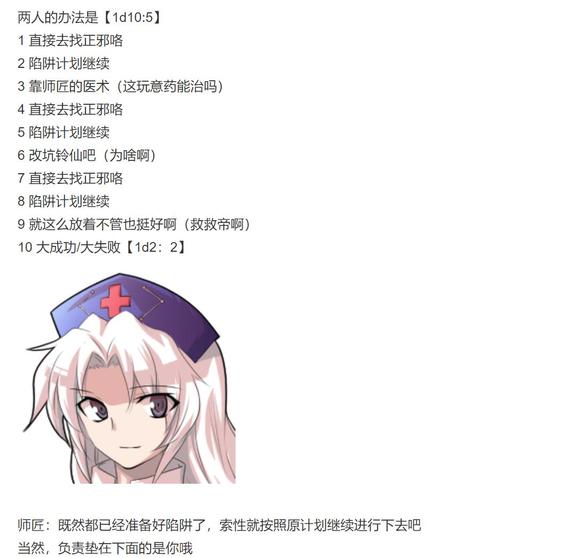 两人的办法是【1d10:5】
1 直接去找正邪咯
2 陷阱计划继续
3 靠师匠的医术（这玩意药能治吗）
4 直接去找正邪咯
5 陷阱计划继续
6 改坑铃仙吧（为啥啊）
7 直接去找正邪咯
8 陷阱计划继续
9 就这么放着不管也挺好啊（救救帝啊）
10 大成功/大失败【1d2：2】
师匠：既然都已经准备好陷阱了，索性就按照原计划继续进行下去吧
当然，负责垫在下面的是你哦